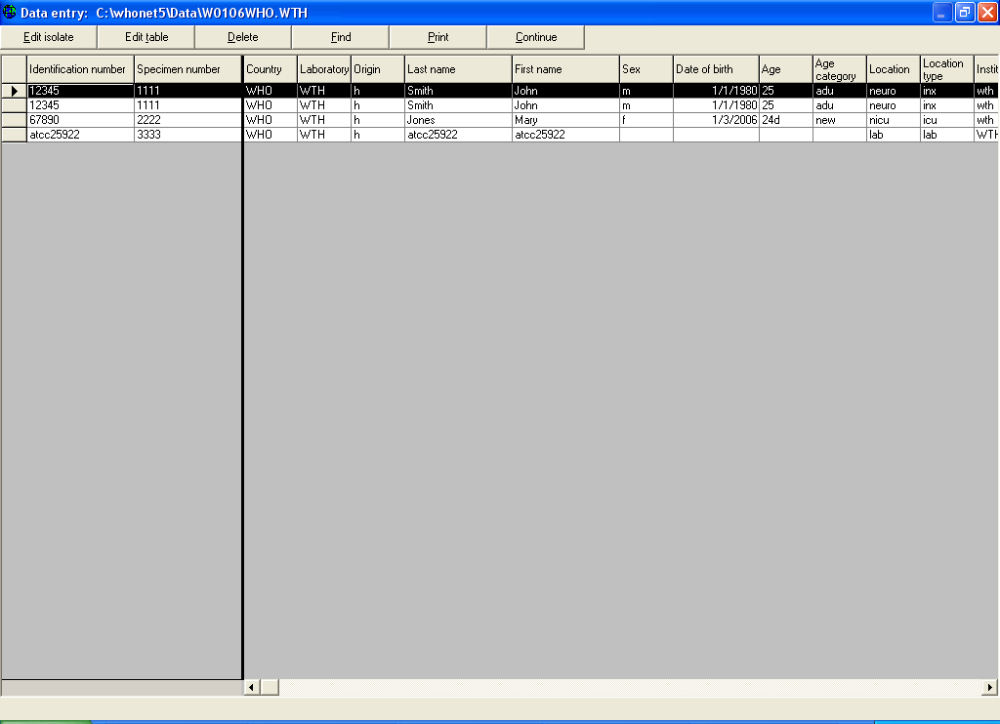 Data entry:  C:\whonet5\Data\W0106WHO.WTH
Edit isolate Edit table Delete Find Print Continue
Identification number Specimen number Country Laboratory Origin Last name First name Sex Date of birth Age Age category Location Location type Instit
12345 1111 WHO WTH h Smith John m 1/1/1980 25 adu neuro inx wth
12345 1111 WHO WTH h Smith John m 1/1/1980 25 adu neuro inx wth
67890 2222 WHO WTH h Jones Mary f 1/3/2006 24d new nicu icu wth
atcc25922 3333 WHO WTH h atcc25922 atcc25922 lab lab WTH